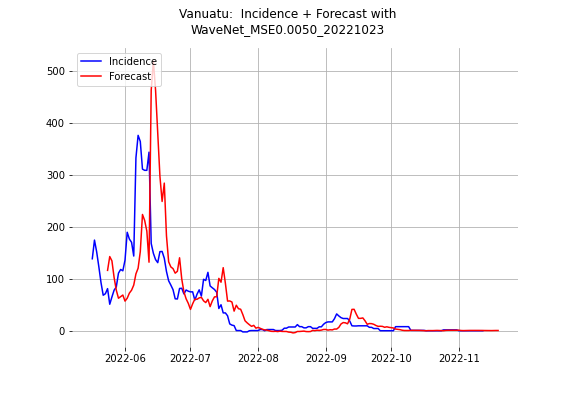 Vanuatu:  Incidence + Forecast with
WaveNet_MSE0.0050_20221023
Incidence
Forecast
500
400
300
200
100
0
2022-06 2022-07 2022-08 2022-09 2022-10 2022-11